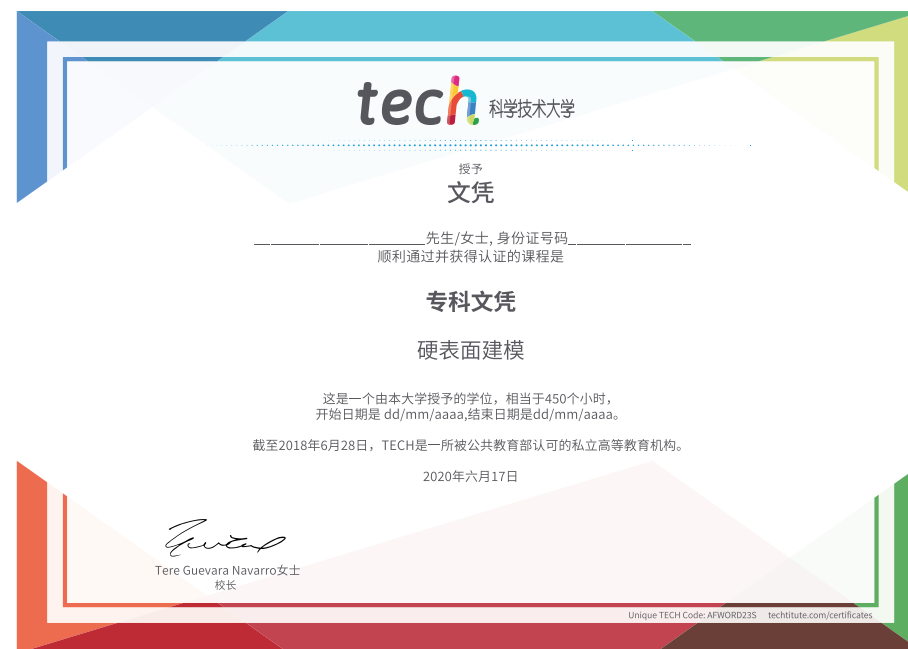 tech 科学技术大学
授予
文凭
______________________先生/女士, 身份证号码________________
顺利通过并获得认证的课程是
专科文凭
硬表面建模
这是一个由本大学授予的学位，相当于450个小时，
开始日期是 dd/mm/aaaa,结束日期是dd/mm/aaaa。
截至2018年6月28日，TECH是一所被公共教育部认可的私立高等教育机构。
2020年六月17日
Tere Guevara Navarro女士
校长
Unique TECH Code: AFWORD23S techtitute.com/certificates